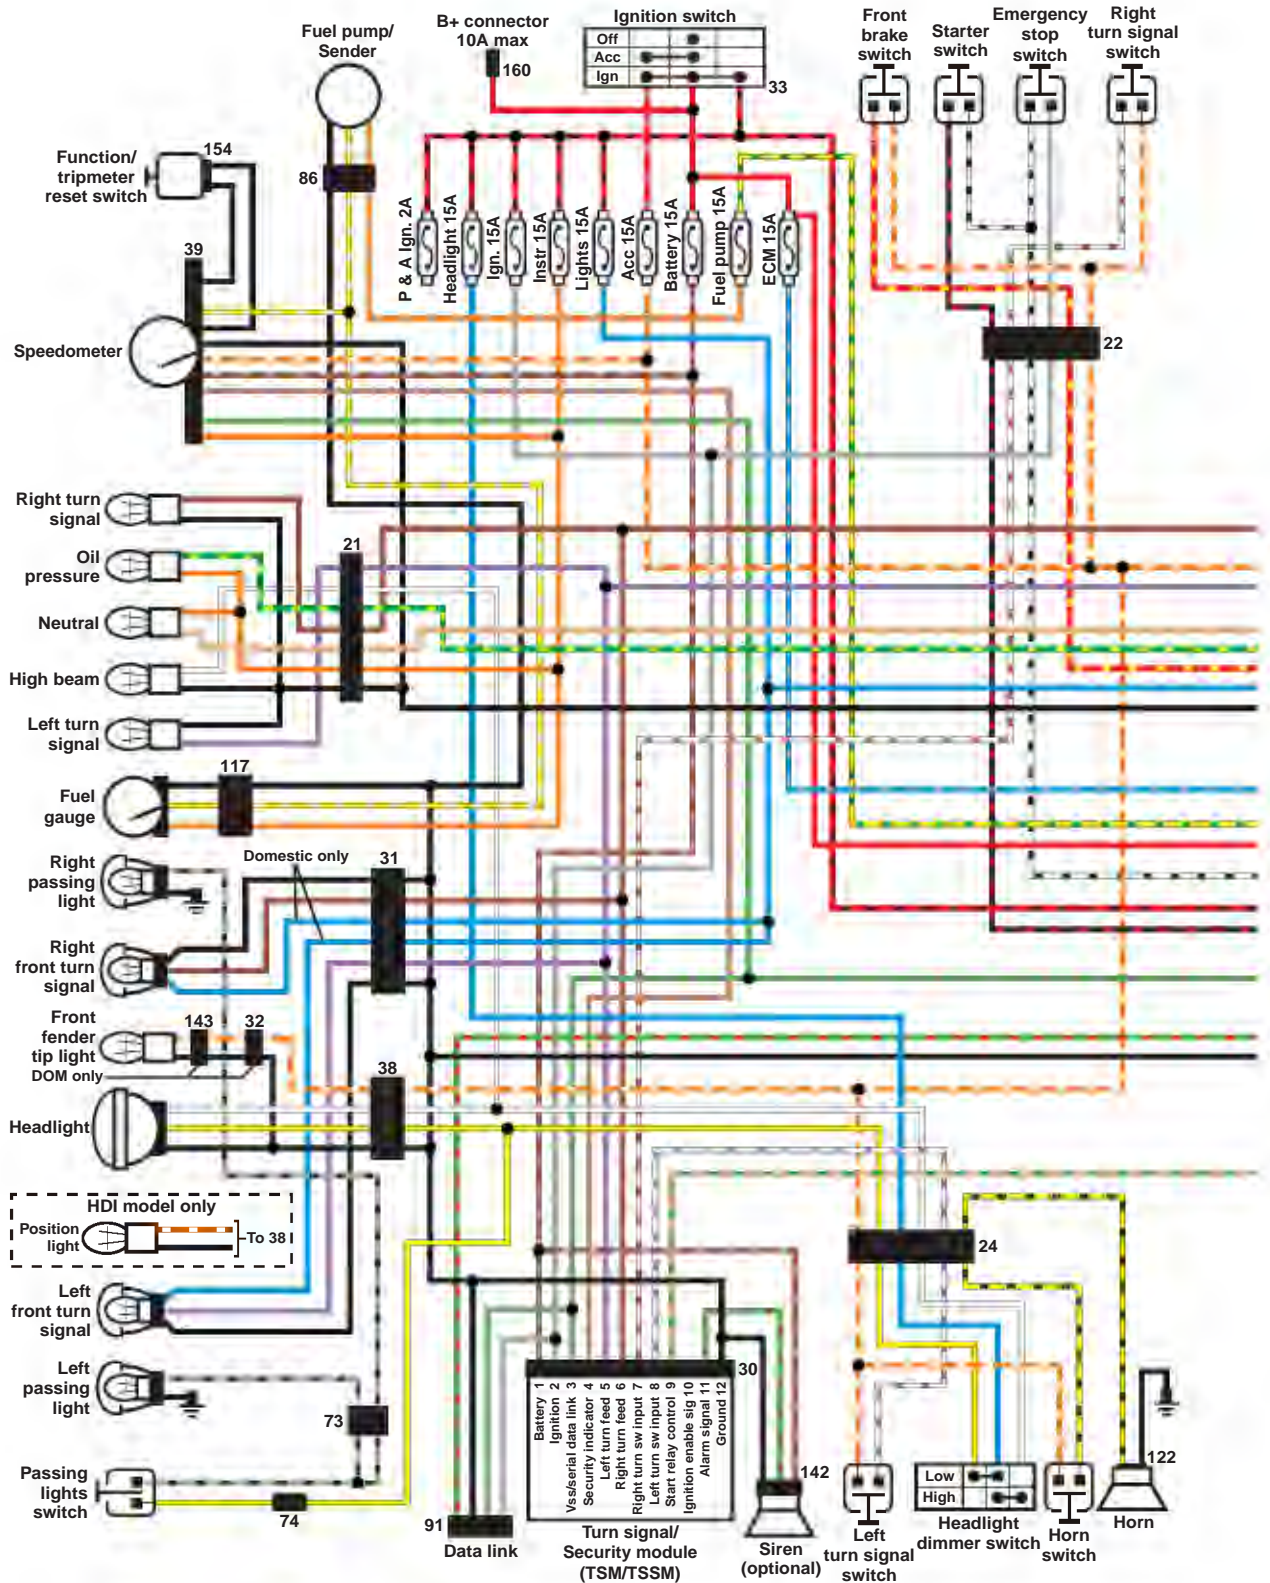 B+ connector
10A max
160
Ignition switch
Off
Acc
Ign
33
Fuel pump/
Sender
86
Front
brake
switch
Starter
switch
Emergency
stop
switch
Right
turn signal
switch
22
Function/
tripmeter
reset switch
154
39
Speedometer
P & A Ign. 2A
Headlight 15A
Ign. 15A
Instr 15A
Lights 15A
Acc 15A
Battery 15A
Fuel pump 15A
ECM 15A
Right turn
signal
Oil
pressure
Neutral
High beam
Left turn
signal
21
Fuel
gauge
117
Right
passing
light
Domestic only
31
Right
front turn
signal
Front
fender
tip light
143
32
DOM only
38
Headlight
HDI model only
Position
light
To 38
Left
front turn
signal
Left
passing
light
73
Passing
lights
switch
74
91
Data link
30
Battery 1
Ignition 2
Vss/serial data link 3
Security indicator 4
Left turn feed 5
Right turn feed 6
Right turn sw input 7
Left turn sw input 8
Start relay control 9
Ignition enable sig 10
Alarm signal 11
Ground 12
Turn signal/
Security module
(TSM/TSSM)
142
Siren
(optional)
24
Left
turn signal
switch
Low
High
Headlight
dimmer switch
Horn
switch
122
Horn